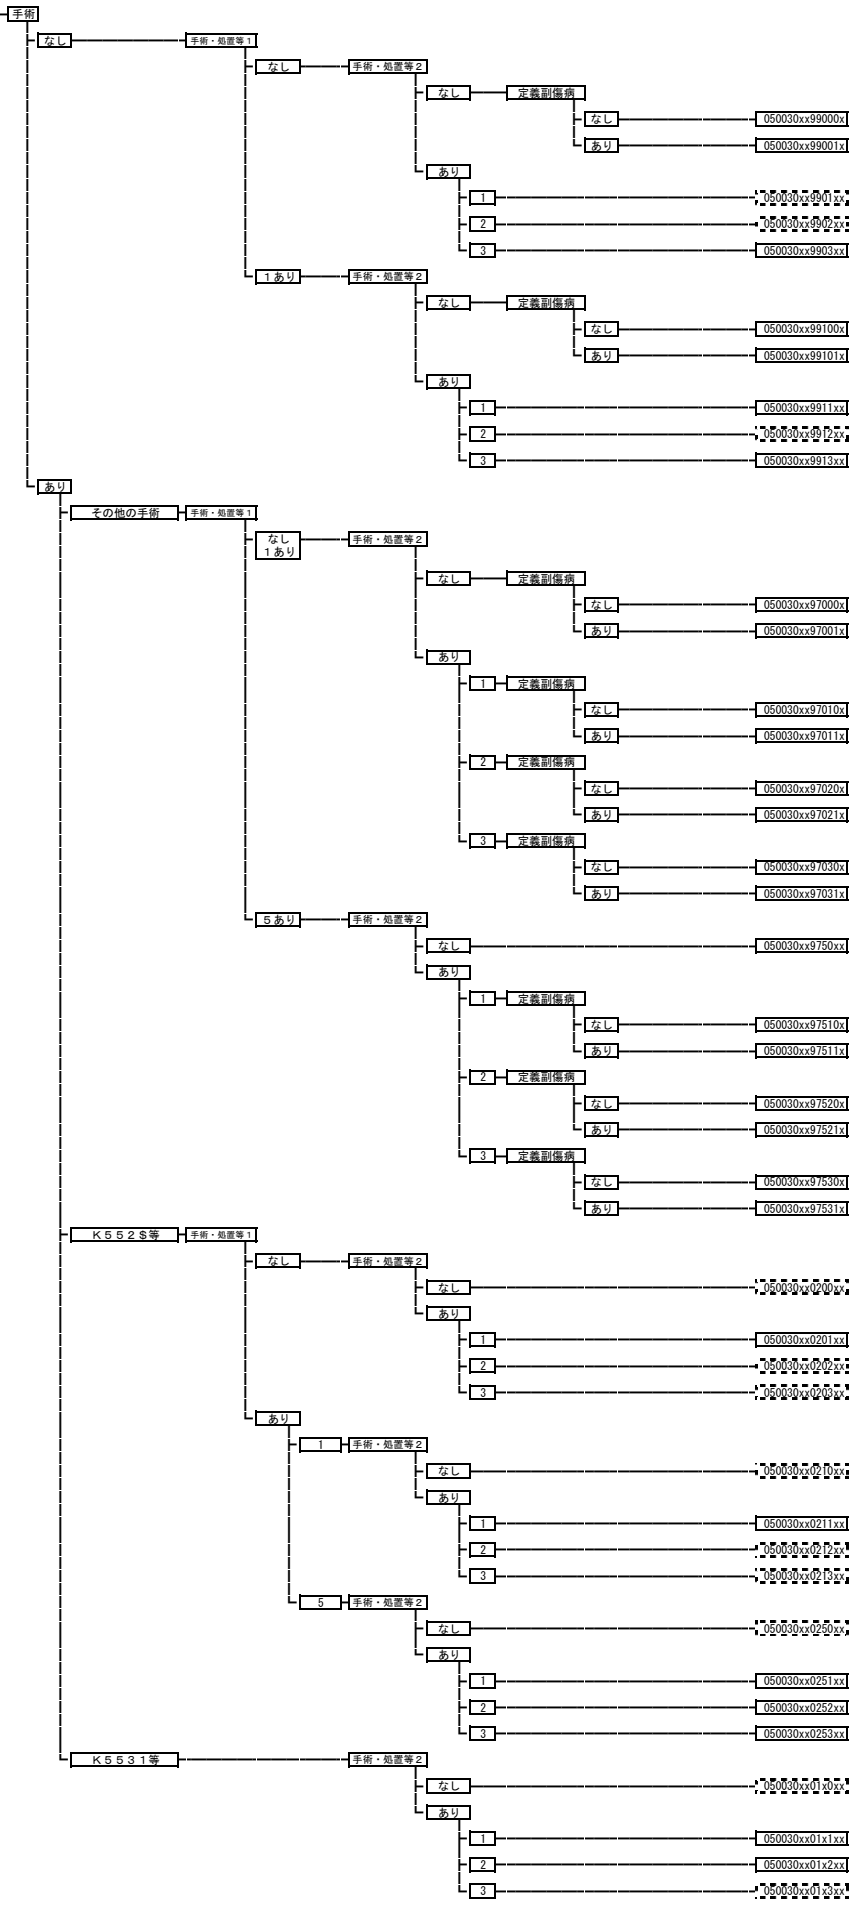 手術
なし
手術・処置等１
なし
手術・処置等２
なし
定義副傷病
なし
050030xx99000x
あり
050030xx99001x
あり
1
050030xx9901xx
2
050030xx9902xx
3
050030xx9903xx
１あり
手術・処置等２
なし
定義副傷病
なし
050030xx99100x
あり
050030xx99101x
あり
1
050030xx9911xx
2
050030xx9912xx
3
050030xx9913xx
あり
その他の手術
手術・処置等１
なし
１あり
手術・処置等２
なし
定義副傷病
なし
050030xx97000x
あり
050030xx97001x
あり
1
定義副傷病
なし
050030xx97010x
あり
050030xx97011x
2
定義副傷病
なし
050030xx97020x
あり
050030xx97021x
3
定義副傷病
なし
050030xx97030x
あり
050030xx97031x
５あり
手術・処置等２
なし
050030xx9750xx
あり
1
定義副傷病
なし
050030xx97510x
あり
050030xx97511x
2
定義副傷病
なし
050030xx97520x
あり
050030xx97521x
3
定義副傷病
なし
050030xx97530x
あり
050030xx97531x
Ｋ５５２＄等
手術・処置等１
なし
手術・処置等２
なし
050030xx0200xx
あり
1
050030xx0201xx
2
050030xx0202xx
3
050030xx0203xx
あり
1
手術・処置等２
なし
050030xx0210xx
あり
1
050030xx0211xx
2
050030xx0212xx
3
050030xx0213xx
5
手術・処置等２
なし
050030xx0250xx
あり
1
050030xx0251xx
2
050030xx0252xx
3
050030xx0253xx
Ｋ５５３１等
手術・処置等２
なし
050030xx01x0xx
あり
1
050030xx01x1xx
2
050030xx01x2xx
3
050030xx01x3xx